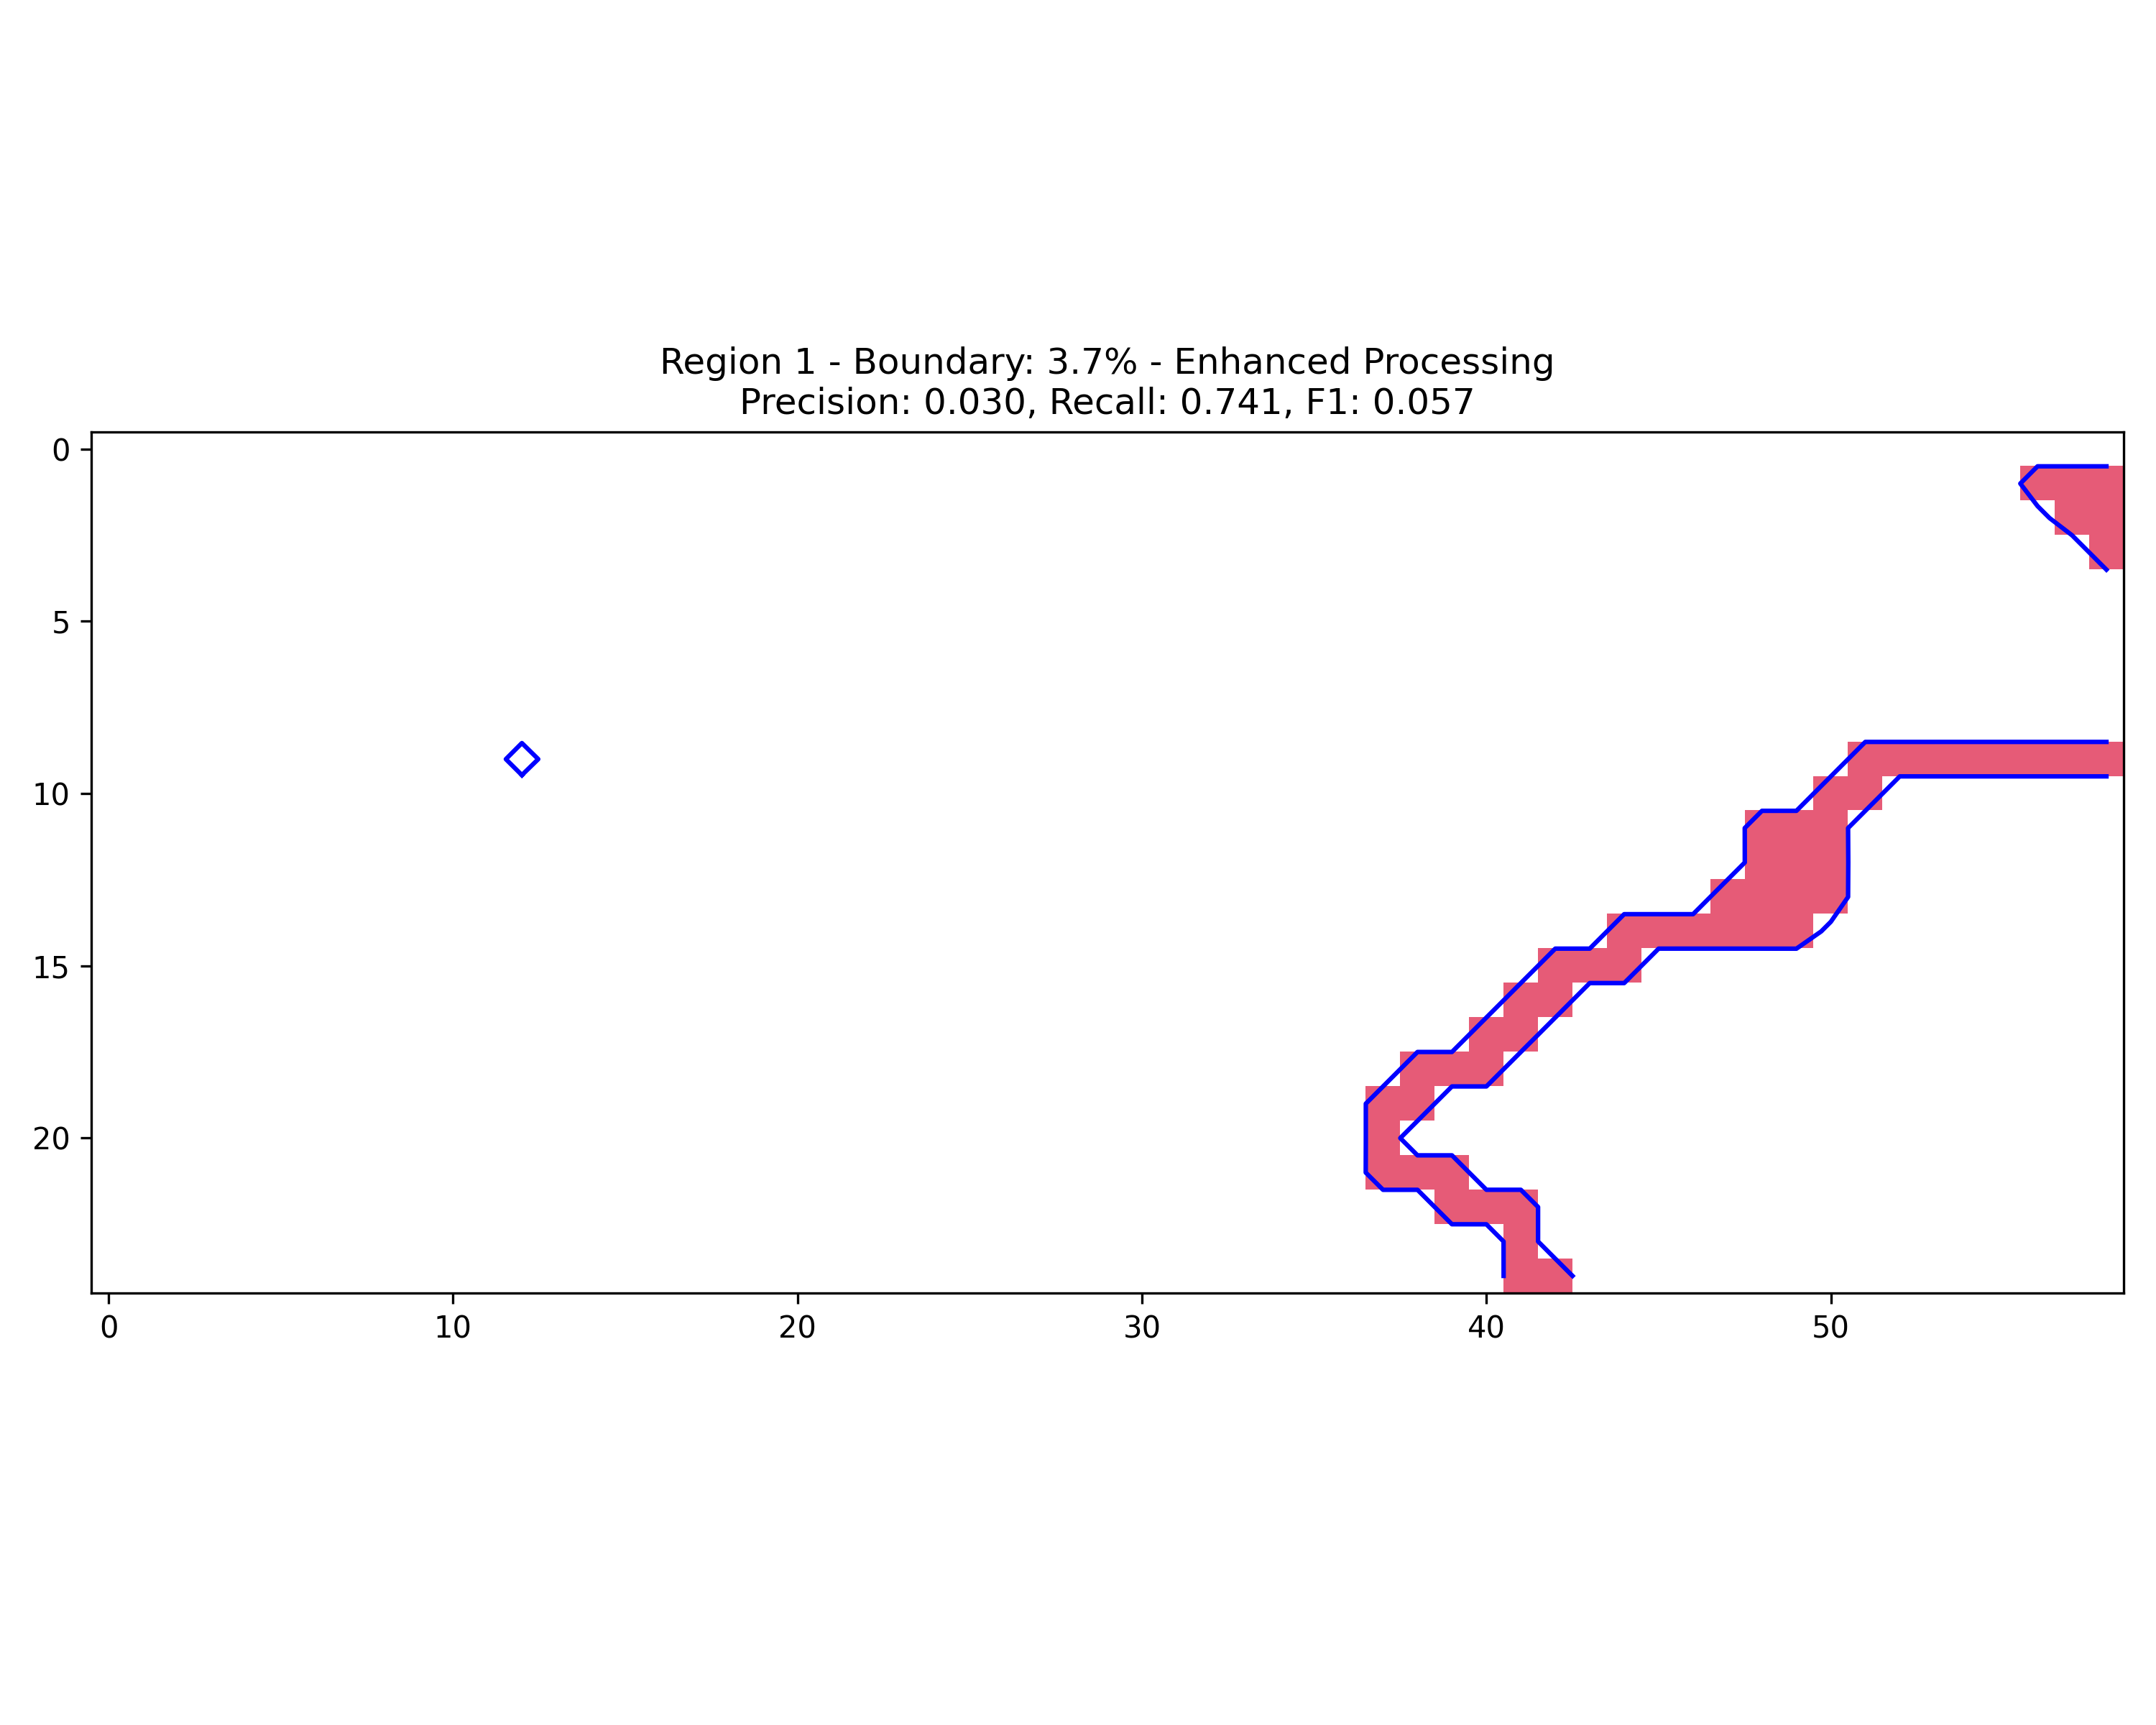 Region 1 - Boundary: 3.7% - Enhanced Processing
Precision: 0.030, Recall: 0.741, F1: 0.057
0
5
10
15
20
0 10 20 30 40 50